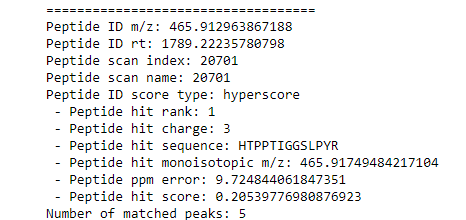 ===================================
Peptide ID m/z: 465.912963867188
Peptide ID rt: 1789.22235780798
Peptide scan index: 20701
Peptide scan name: 20701
Peptide ID score type: hyperscore
 - Peptide hit rank: 1
 - Peptide hit charge: 3
 - Peptide hit sequence: HTPPTIGGSLPYR
 - Peptide hit monoisotopic m/z: 465.91749484217104
 - Peptide ppm error: 9.724844061847351
 - Peptide hit score: 0.20539776980876923
Number of matched peaks: 5